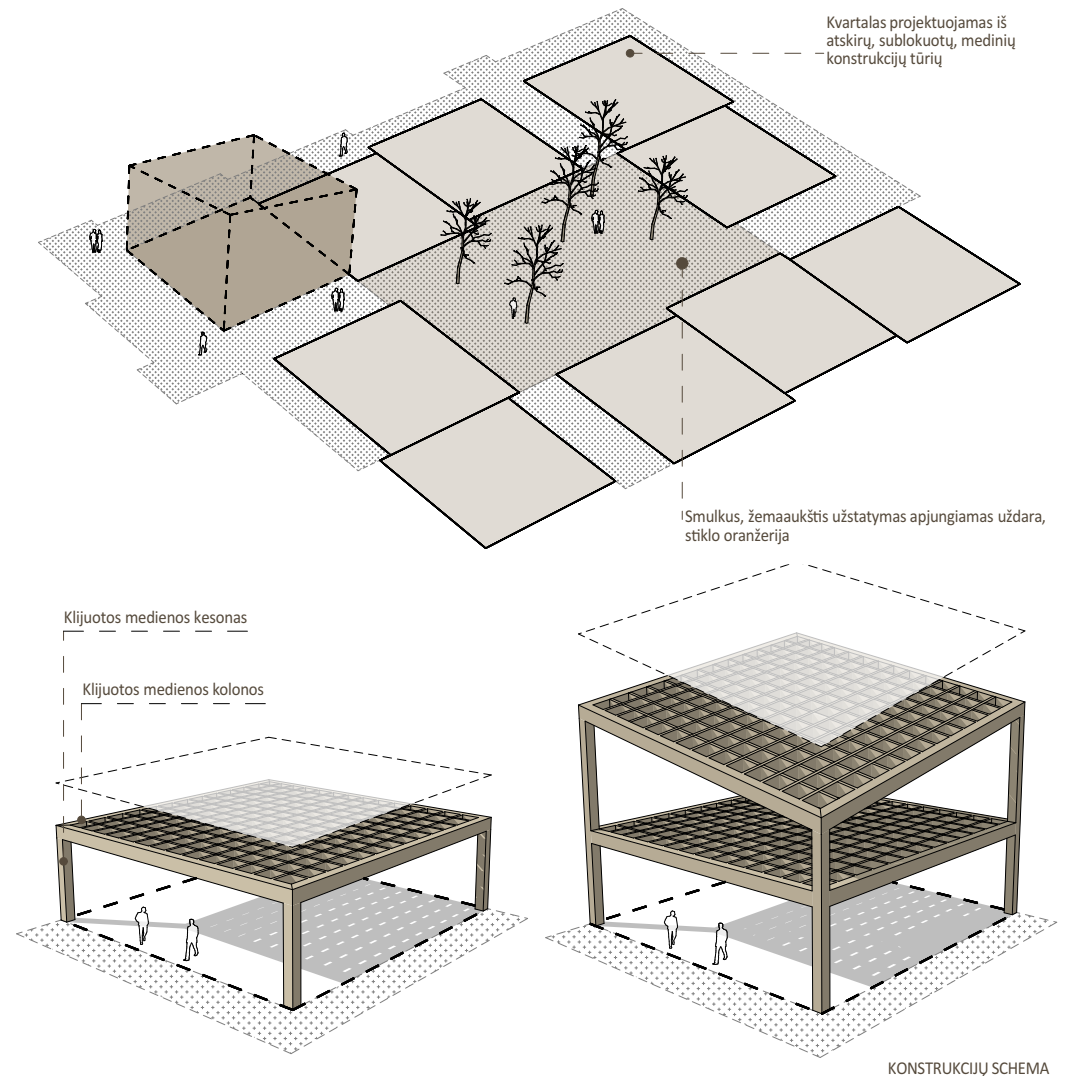 Kvartalas projektuojamas iš
atskirų, sublokuotų, medinių
konstrukcijų tūrių
Smulkus, žemaaukštis užstatymas apjungiamas uždara,
stiklo oranžerija
Klijuotos medienos kesonas
Klijuotos medienos kolonos
KONSTRUKCIJŲ SCHEMA